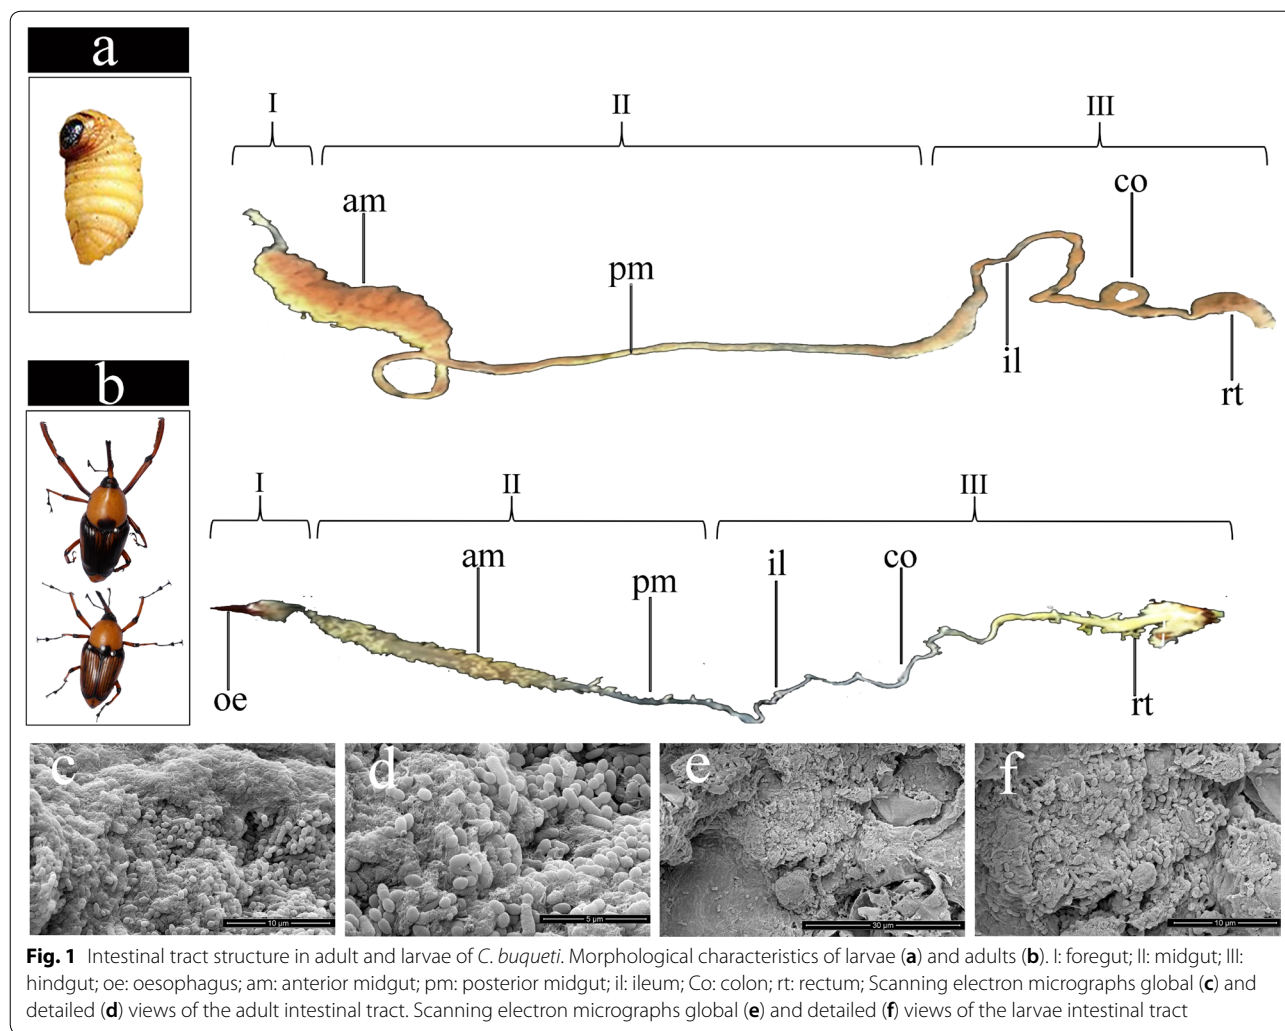 a
I II III
am co
pm
il
rt
b
I II III
am pm il co
oe rt
c d e f
10 µm 5 µm 30 µm 10 µm
Fig. 1 Intestinal tract structure in adult and larvae of C. buqueti. Morphological characteristics of larvae (a) and adults (b). I: foregut; II: midgut; III:
hindgut; oe: oesophagus; am: anterior midgut; pm: posterior midgut; il: ileum; Co: colon; rt: rectum; Scanning electron micrographs global (c) and
detailed (d) views of the adult intestinal tract. Scanning electron micrographs global (e) and detailed (f) views of the larvae intestinal tract